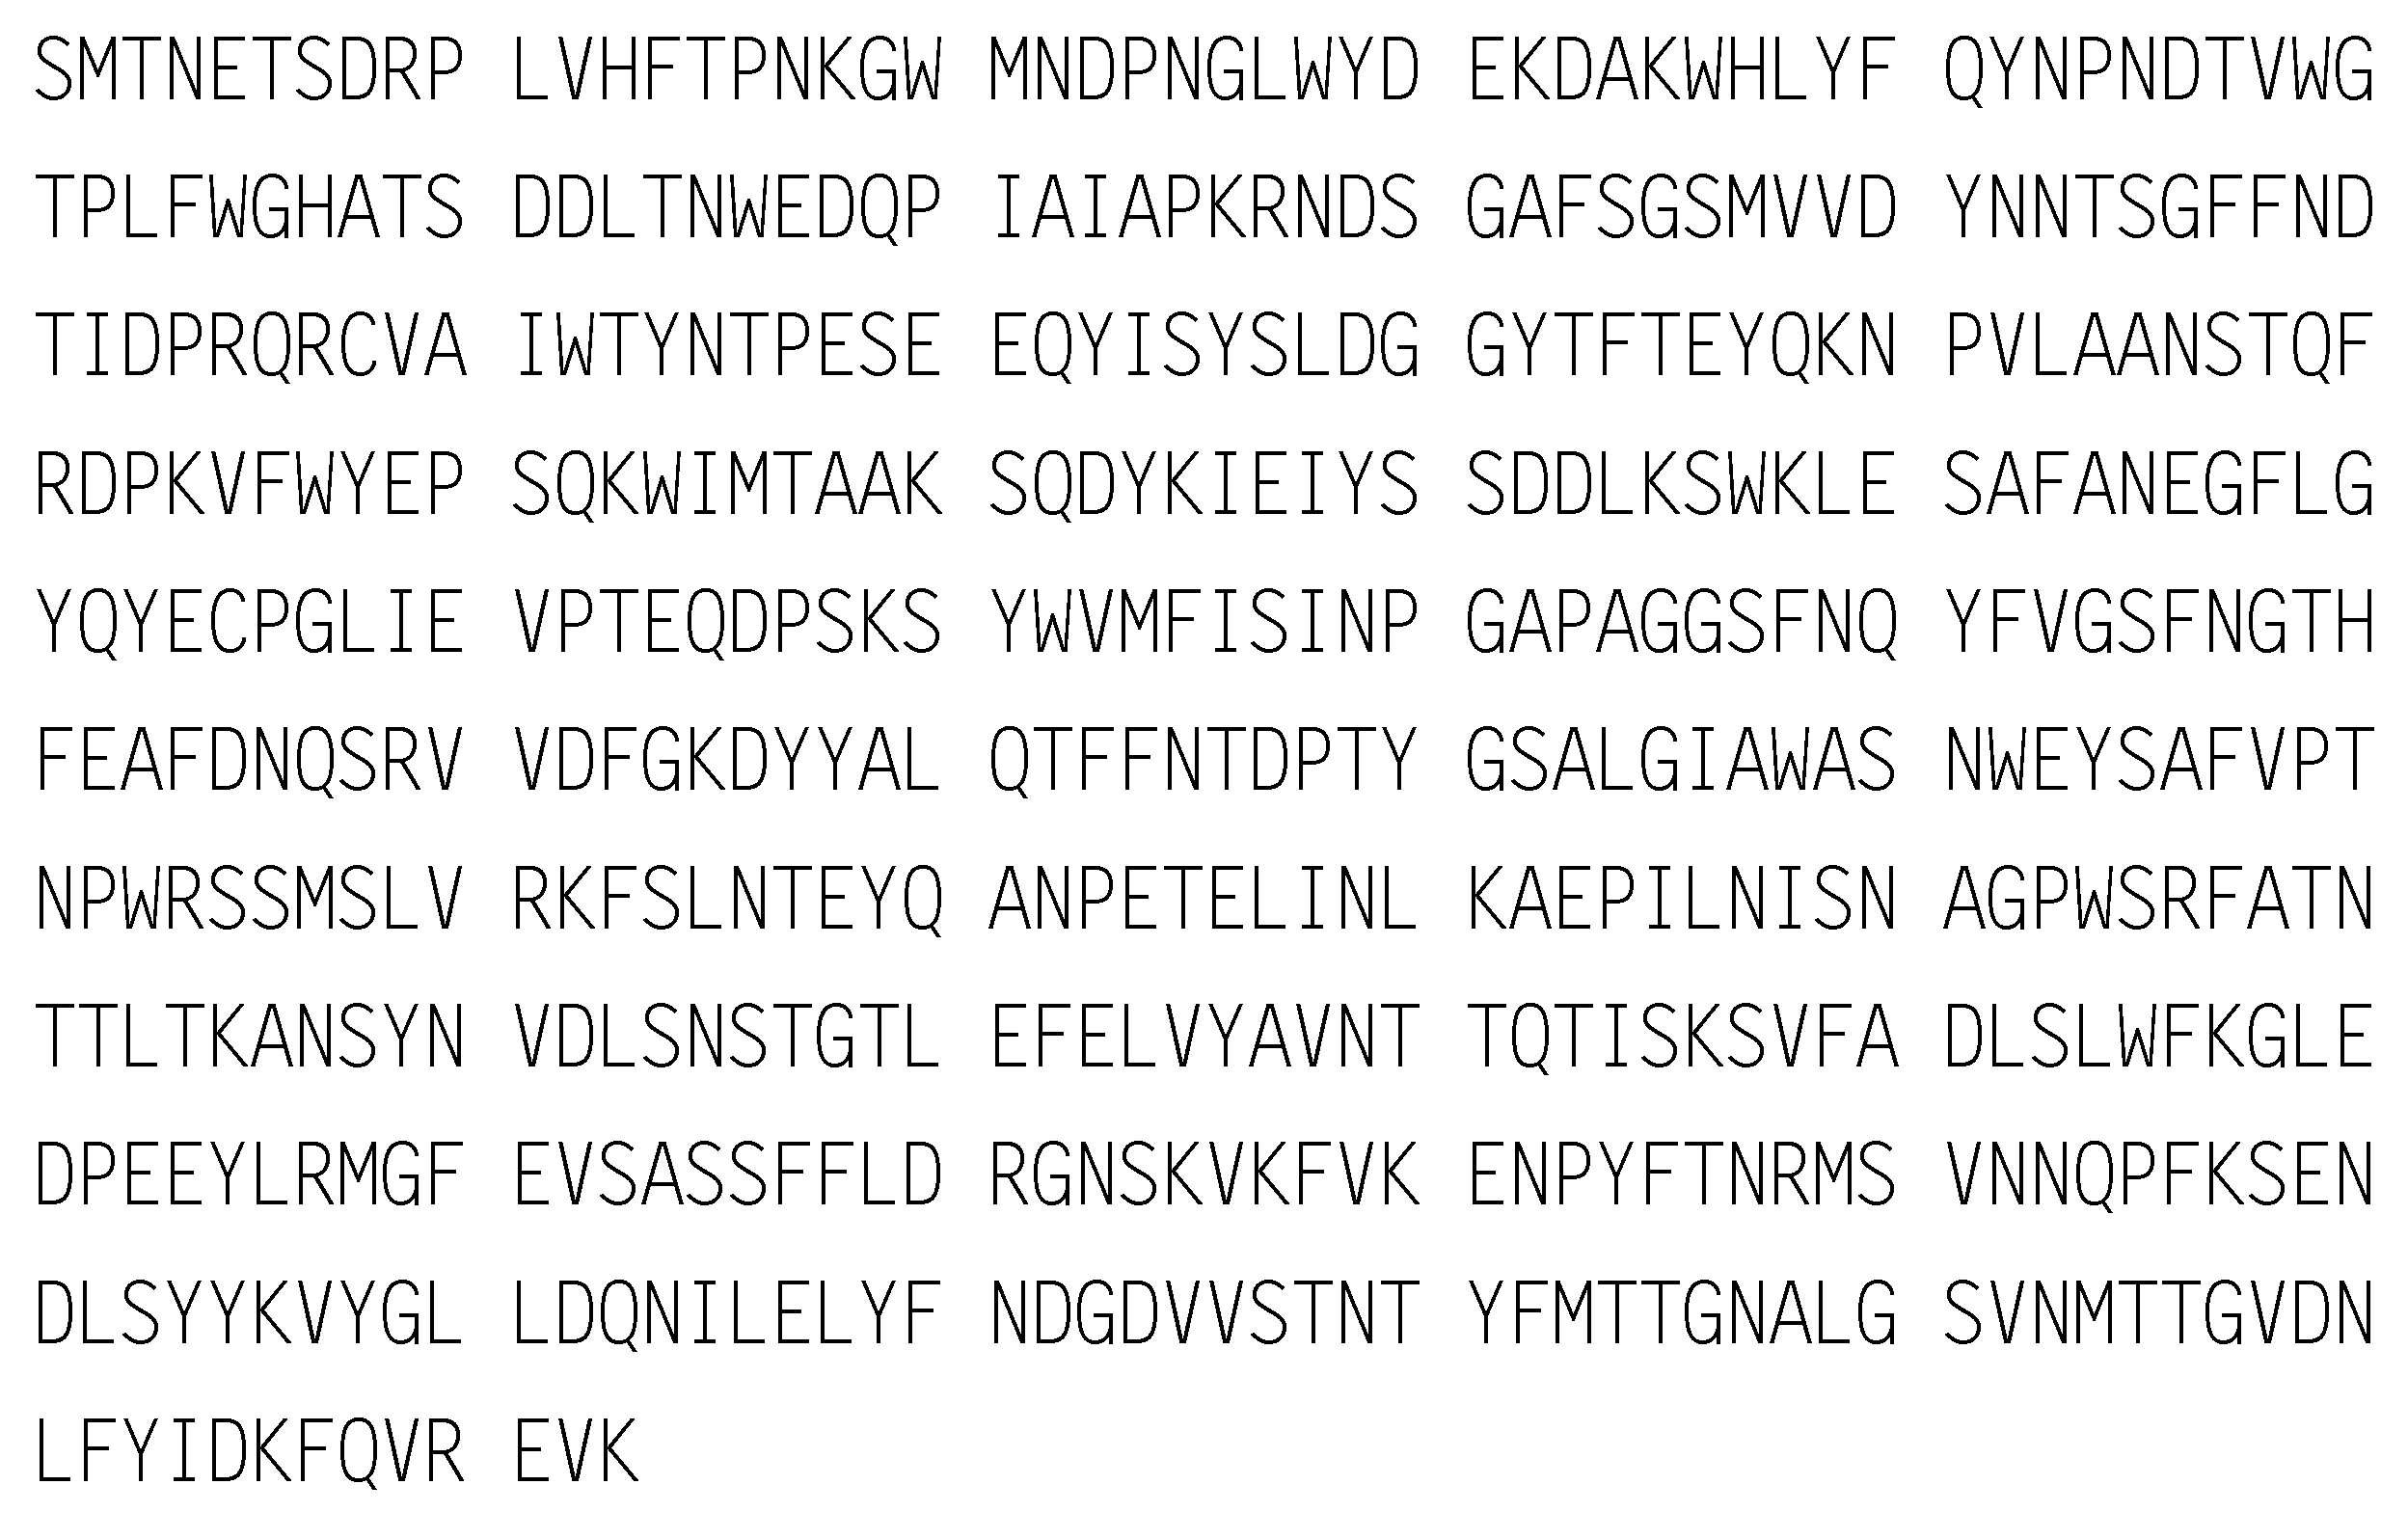 SMTNETSDRP LVHFTPNKGW MNDPNGLWYD EKDAKWHLYF QYNPNDTVWG
TPLFWGHATS DDLTNWEDQP IAIAPKRNDS GAFSGSMVVD YNNTSGFFND
TIDPRQRCVA IWTYNTPESE EQYISYSLDG GYTFTEYQKN PVLAANSTQF
RDPKVFWYEP SQKWIMTAAK SQDYKIEIYS SDDLKSWKLE SAFANEGFLG
YQYECPGLIE VPTEQDPSKS YWVMFISINP GAPAGGSFNQ YFVGSFNGTH
FEAFDNQSRV VDFGKDYYAL QTFFNTDPTY GSALGIAWAS NWEYSAFVPT
NPWRSSMSLV RKFSLNTEYQ ANPETELINL KAEPILNISN AGPWSRFATN
TTLTKANSYN VDLSNSTGTL EFELVYAVNT TQTISKSVFA DLSLWFKGLE
DPEEYLRMGF EVSASSFFLD RGNSKVKFVK ENPYFTNRMS VNNQPFKSEN
DLSYYKVYGL LDQNILELYF NDGDVVSTNT YFMTTGNALG SVNMTTGVDN
LFYIDKFQVR EVK